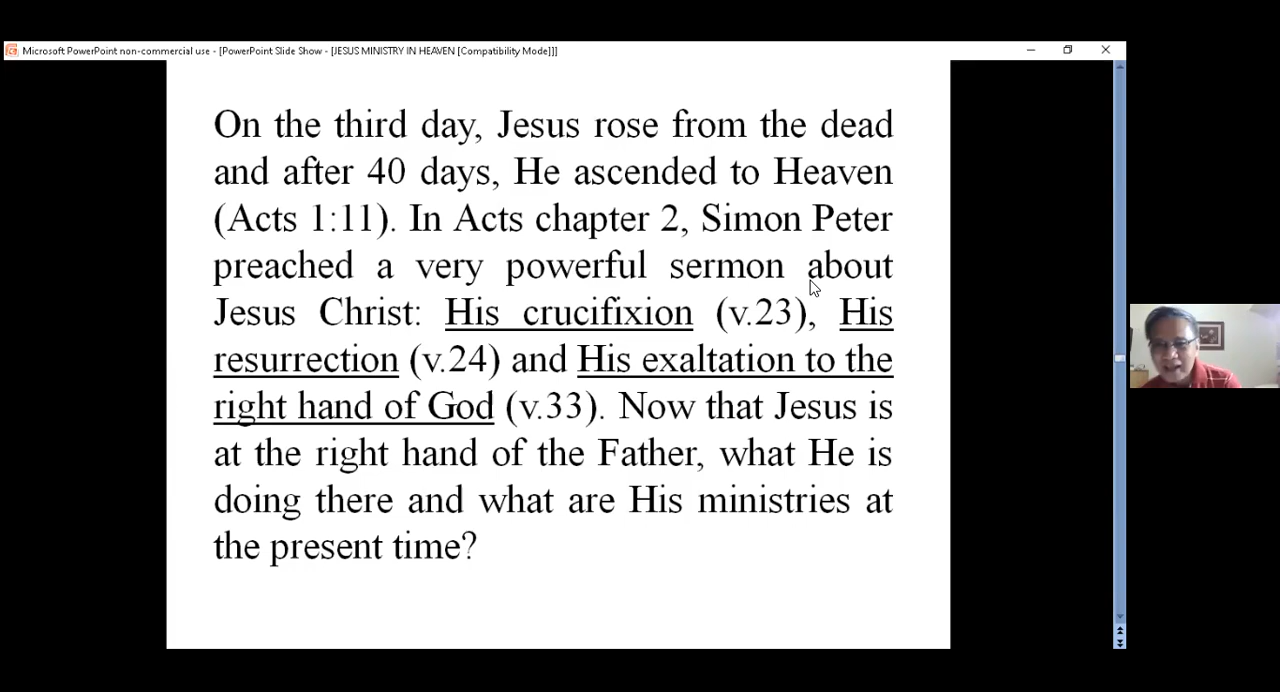 Microsoft PowerPoint non-commercial use - [PowerPoint Slide Show - [JESUS MINISTRY IN HEAVEN [Compatibility Mode]]]
On the third day, Jesus rose from the dead
and after 40 days, He ascended to Heaven
(Acts 1:11). In Acts chapter 2, Simon Peter
preached a very powerful sermon about
Jesus Christ: His crucifixion (v.23), His
resurrection (v.24) and His exaltation to the
right hand of God (v.33). Now that Jesus is
at the right hand of the Father, what He is
doing there and what are His ministries at
the present time?